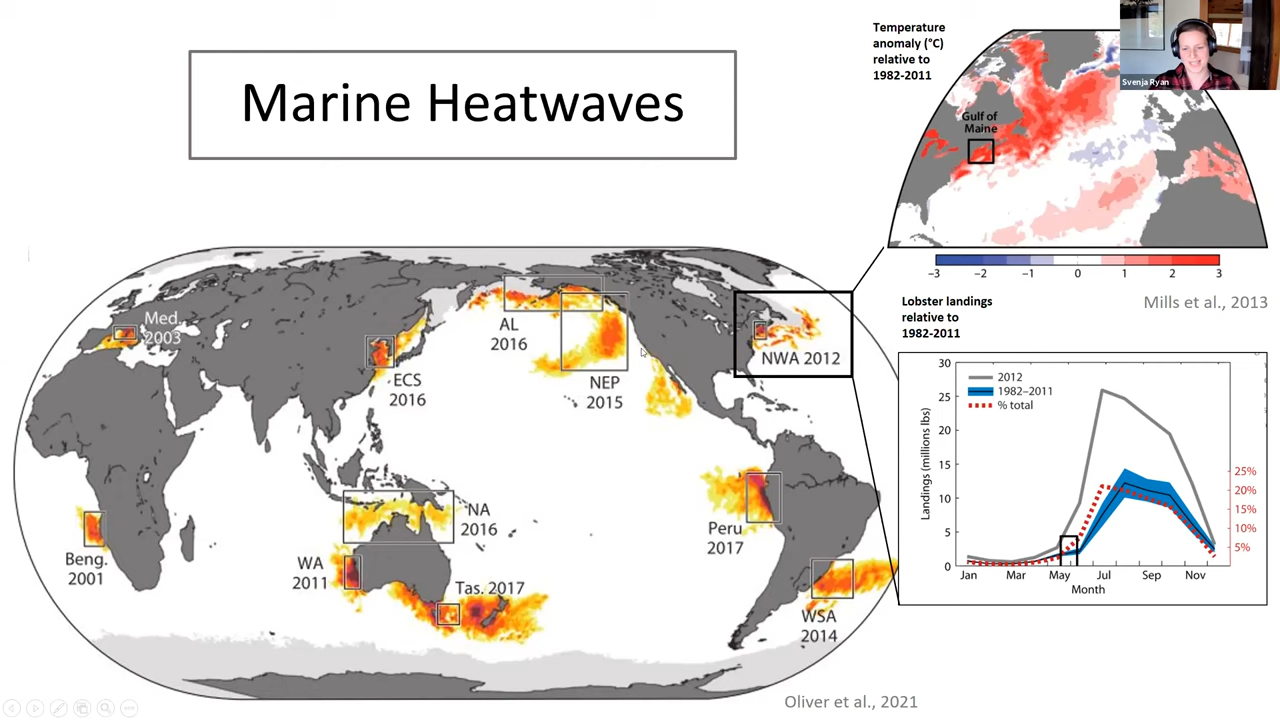 Marine Heatwaves
Temperature
anomaly (°C)
relative to
1982-2011
Svenja Ryan
Gulf of
Maine
−3
−2
−1
0
1
2
3
Mills et al., 2013
Med.
2003
ECS
2016
AL
2016
NEP
2015
NWA 2012
NA
2016
WA
2011
Tas. 2017
Beng.
2001
Peru
2017
WSA
2014
Oliver et al., 2021
Lobster landings
relative to
1982-2011
2012
1982–2011
% total
Landings (millions lbs)
30
25
20
15
10
5
0
25%
20%
15%
10%
5%
Jan
Mar
May
Jul
Sep
Nov
Month